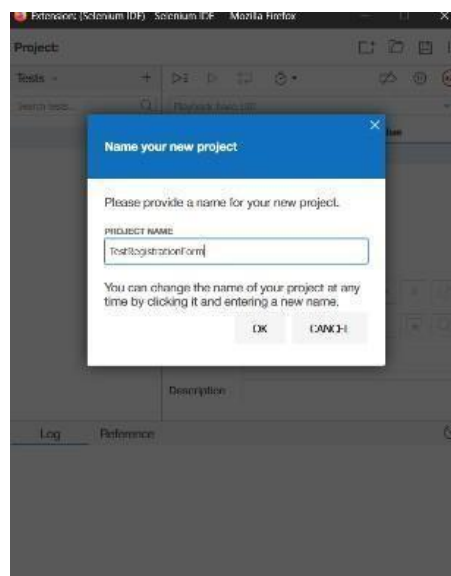 Extension: (Selenium IDE) - Selenium IDE - Mozilla Firefox
Project:
Tests
Search tests...
Name your new project
Please provide a name for your new project.
PROJECT NAME
TestRegistrationForm
You can change the name of your project at any
time by clicking it and entering a new name.
OK CANCEL
Description
Log Reference